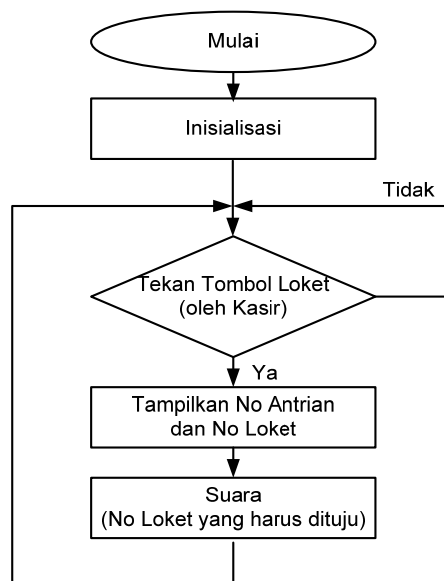 Mulai
Inisialisasi
Tidak
Tekan Tombol Loket
(oleh Kasir)
Ya
Tampilkan No Antrian
dan No Loket
Suara
(No Loket yang harus dituju)